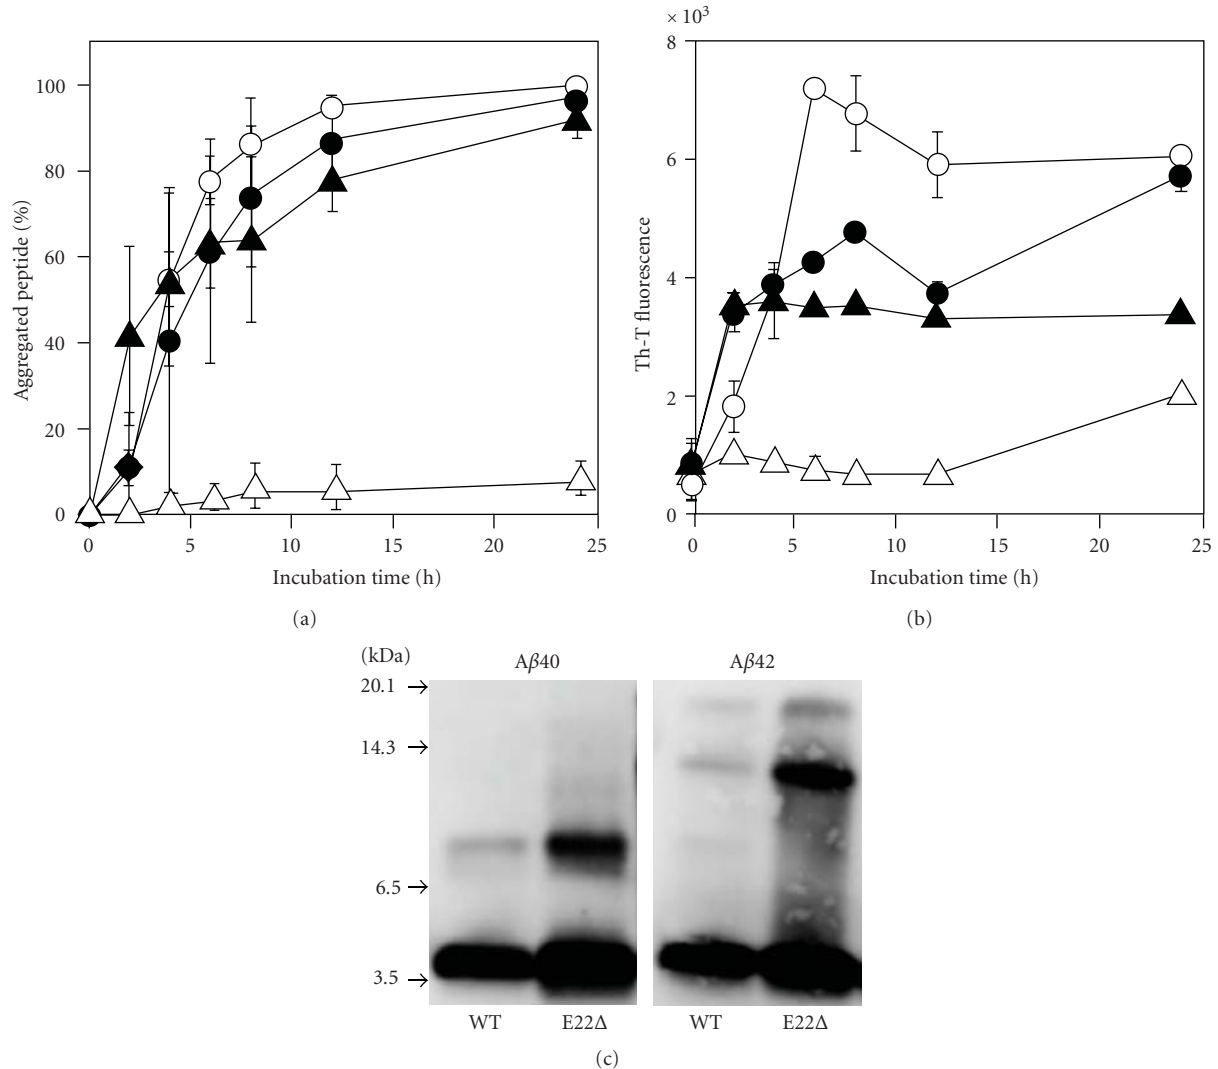 Aggregated peptide (%)
100
80
60
40
20
0
0 5 10 15 20 25
Incubation time (h)
(a)
× 10³
Th-T fluorescence
8
6
4
2
0
0 5 10 15 20 25
Incubation time (h)
(b)
(kDa) Aβ40 Aβ42
20.1
14.3
6.5
3.5
WT E22Δ WT E22Δ
(c)